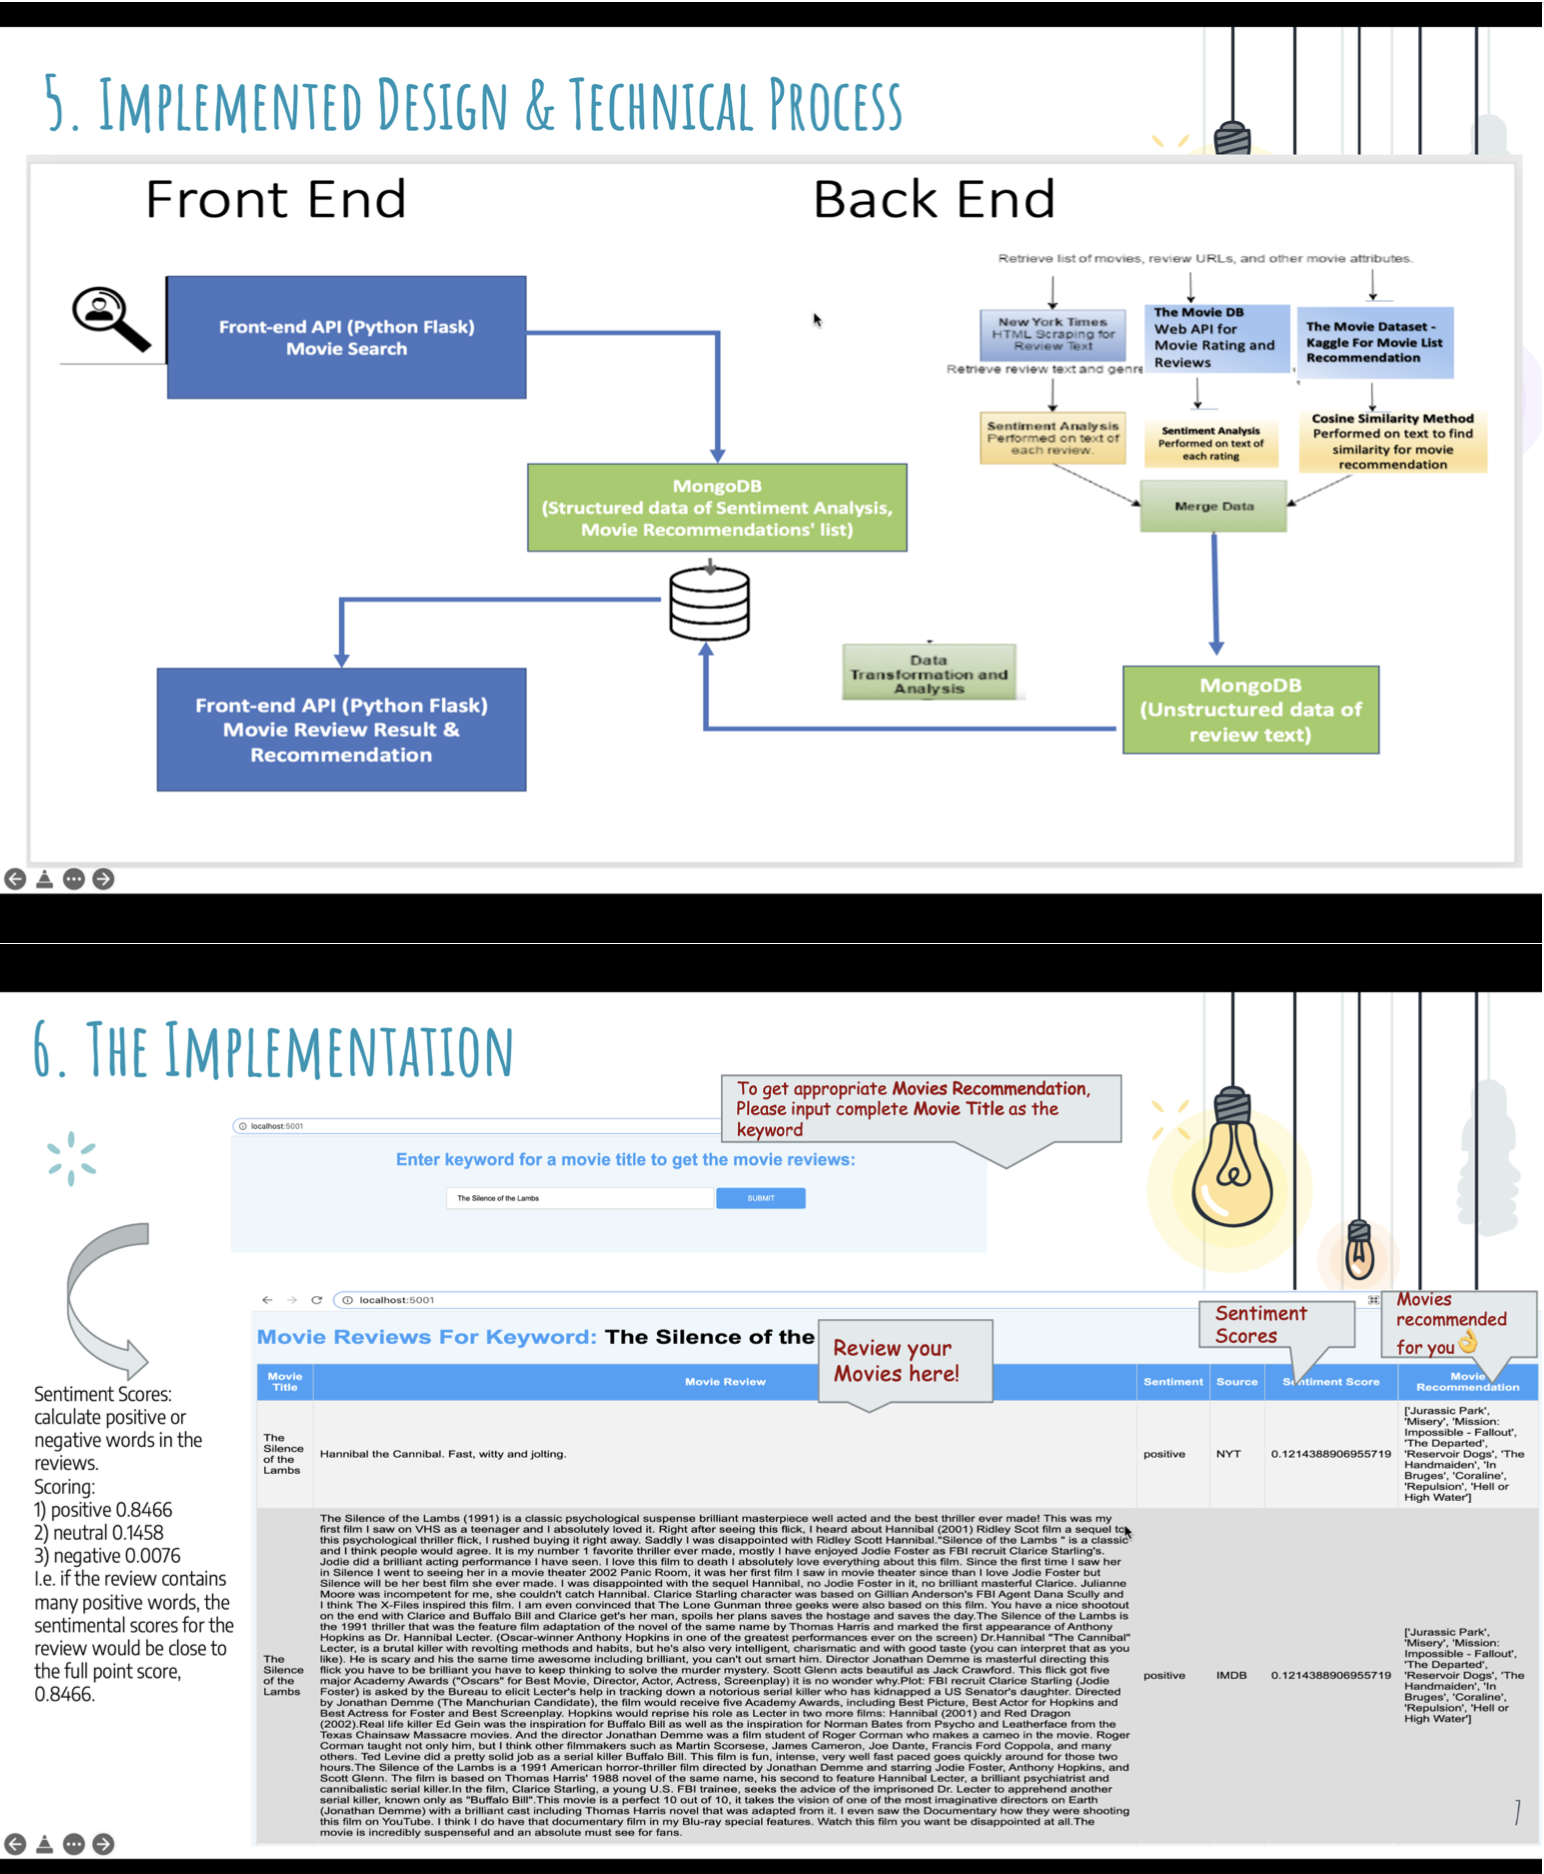 5. Implemented Design & Technical Process
Front End
Back End
Retrieve list of movies, review URLs, and other movie attributes.
Front-end API (Python Flask)
Movie Search
New York Times
HTML Scraping for
Review Text
The Movie DB
Web API for
Movie Rating and
Reviews
The Movie Dataset -
Kaggle For Movie List
Recommendation
Retrieve review text and genre
Sentiment Analysis
Performed on text of
each review.
Sentiment Analysis
Performed on text of
each rating
Cosine Similarity Method
Performed on text to find
similarity for movie
recommendation
MongoDB
(Structured data of Sentiment Analysis,
Movie Recommendations' list)
Merge Data
Data
Transformation and
Analysis
MongoDB
(Unstructured data of
review text)
Front-end API (Python Flask)
Movie Review Result &
Recommendation
6. The Implementation
To get appropriate Movies Recommendation,
Please input complete Movie Title as the
keyword
localhost:5001
Enter keyword for a movie title to get the movie reviews:
The Silence of the Lambs
SUBMIT
Sentiment Scores:
calculate positive or
negative words in the
reviews.
Scoring:
1) positive 0.8466
2) neutral 0.1458
3) negative 0.0076
I.e. if the review contains
many positive words, the
sentimental scores for the
review would be close to
the full point score,
0.8466.
localhost:5001
Movie Reviews For Keyword: The Silence of the
Review your
Movies here!
Sentiment
Scores
Movies
recommended
for you👌
Movie
Title
Movie Review
Sentiment
Source
Sentiment Score
Movie
Recommendation
The
Silence
of the
Lambs
Hannibal the Cannibal. Fast, witty and jolting.
positive
NYT
0.1214388906955719
['Jurassic Park',
'Misery', 'Mission:
Impossible - Fallout',
'The Departed',
'Reservoir Dogs', 'The
Handmaiden', 'In
Bruges', 'Coraline',
'Repulsion', 'Hell or
High Water']
The
Silence
of the
Lambs
The Silence of the Lambs (1991) is a classic psychological suspense brilliant masterpiece well acted and the best thriller ever made! This was my
first film I saw on VHS as a teenager and I absolutely loved it. Right after seeing this flick, I heard about Hannibal (2001) Ridley Scot film a sequel to
this psychological thriller flick, I rushed buying it right away. Saddly I was disappointed with Ridley Scott Hannibal."Silence of the Lambs " is a classic
and I think people would agree. It is my number 1 favorite thriller ever made, mostly I have enjoyed Jodie Foster as FBI recruit Clarice Starling's.
Jodie did a brilliant acting performance I have seen. I love this film to death I absolutely love everything about this film. Since the first time I saw her
in Silence I went to seeing her in a movie theater 2002 Panic Room, it was her first film I saw in movie theater since than I love Jodie Foster but
Silence will be her best film she ever made. I was disappointed with the sequel Hannibal, no Jodie Foster in it, no brilliant masterful Clarice. Julianne
Moore was incompetent for me, she couldn't catch Hannibal. Clarice Starling character was based on Gillian Anderson's FBI Agent Dana Scully and
I think The X-Files inspired this film. I am even convinced that The Lone Gunman three geeks were also based on this film. You have a nice shootout
on the end with Clarice and Buffalo Bill and Clarice get's her man, spoils her plans saves the hostage and saves the day.The Silence of the Lambs is
the 1991 thriller that was the feature film adaptation of the novel of the same name by Thomas Harris and marked the first appearance of Anthony
Hopkins as Dr. Hannibal Lecter. (Oscar-winner Anthony Hopkins in one of the greatest performances ever on the screen) Dr.Hannibal "The Cannibal"
Lecter, is a brutal killer with revolting methods and habits, but he's also very intelligent, charismatic and with good taste (you can interpret that as you
like). He is scary and his the same time awesome including brilliant, you can't out smart him. Director Jonathan Demme is masterful directing this
flick you have to be brilliant you have to keep thinking to solve the murder mystery. Scott Glenn acts beautiful as Jack Crawford. This flick got five
major Academy Awards ("Oscars" for Best Movie, Director, Actor, Actress, Screenplay) it is no wonder why.Plot: FBI recruit Clarice Starling (Jodie
Foster) is asked by the Bureau to elicit Lecter's help in tracking down a notorious serial killer who has kidnapped a US Senator's daughter. Directed
by Jonathan Demme (The Manchurian Candidate), the film would receive five Academy Awards, including Best Picture, Best Actor for Hopkins and
Best Actress for Foster and Best Screenplay. Hopkins would reprise his role as Lecter in two more films: Hannibal (2001) and Red Dragon
(2002).Real life killer Ed Gein was the inspiration for Buffalo Bill as well as the inspiration for Norman Bates from Psycho and Leatherface from the
Texas Chainsaw Massacre movies. And the director Jonathan Demme was a film student of Roger Corman who makes a cameo in the movie. Roger
Corman taught not only him, but I think other filmmakers such as Martin Scorsese, James Cameron, Joe Dante, Francis Ford Coppola, and many
others. Ted Levine did a pretty solid job as a serial killer Buffalo Bill. This film is fun, intense, very well fast paced goes quickly around for those two
hours.The Silence of the Lambs is a 1991 American horror-thriller film directed by Jonathan Demme and starring Jodie Foster, Anthony Hopkins, and
Scott Glenn. The film is based on Thomas Harris' 1988 novel of the same name, his second to feature Hannibal Lecter, a brilliant psychiatrist and
cannibalistic serial killer.In the film, Clarice Starling, a young U.S. FBI trainee, seeks the advice of the imprisoned Dr. Lecter to apprehend another
serial killer, known only as "Buffalo Bill".This movie is a perfect 10 out of 10, it takes the vision of one of the most imaginative directors on Earth
(Jonathan Demme) with a brilliant cast including Thomas Harris novel that was adapted from it. I even saw the Documentary how they were shooting
this film on YouTube. I think I do have that documentary film in my Blu-ray special features. Watch this film you want be disappointed at all.The
movie is incredibly suspenseful and an absolute must see for fans.
positive
IMDB
0.1214388906955719
['Jurassic Park',
'Misery', 'Mission:
Impossible - Fallout',
'The Departed',
'Reservoir Dogs', 'The
Handmaiden', 'In
Bruges', 'Coraline',
'Repulsion', 'Hell or
High Water']
7